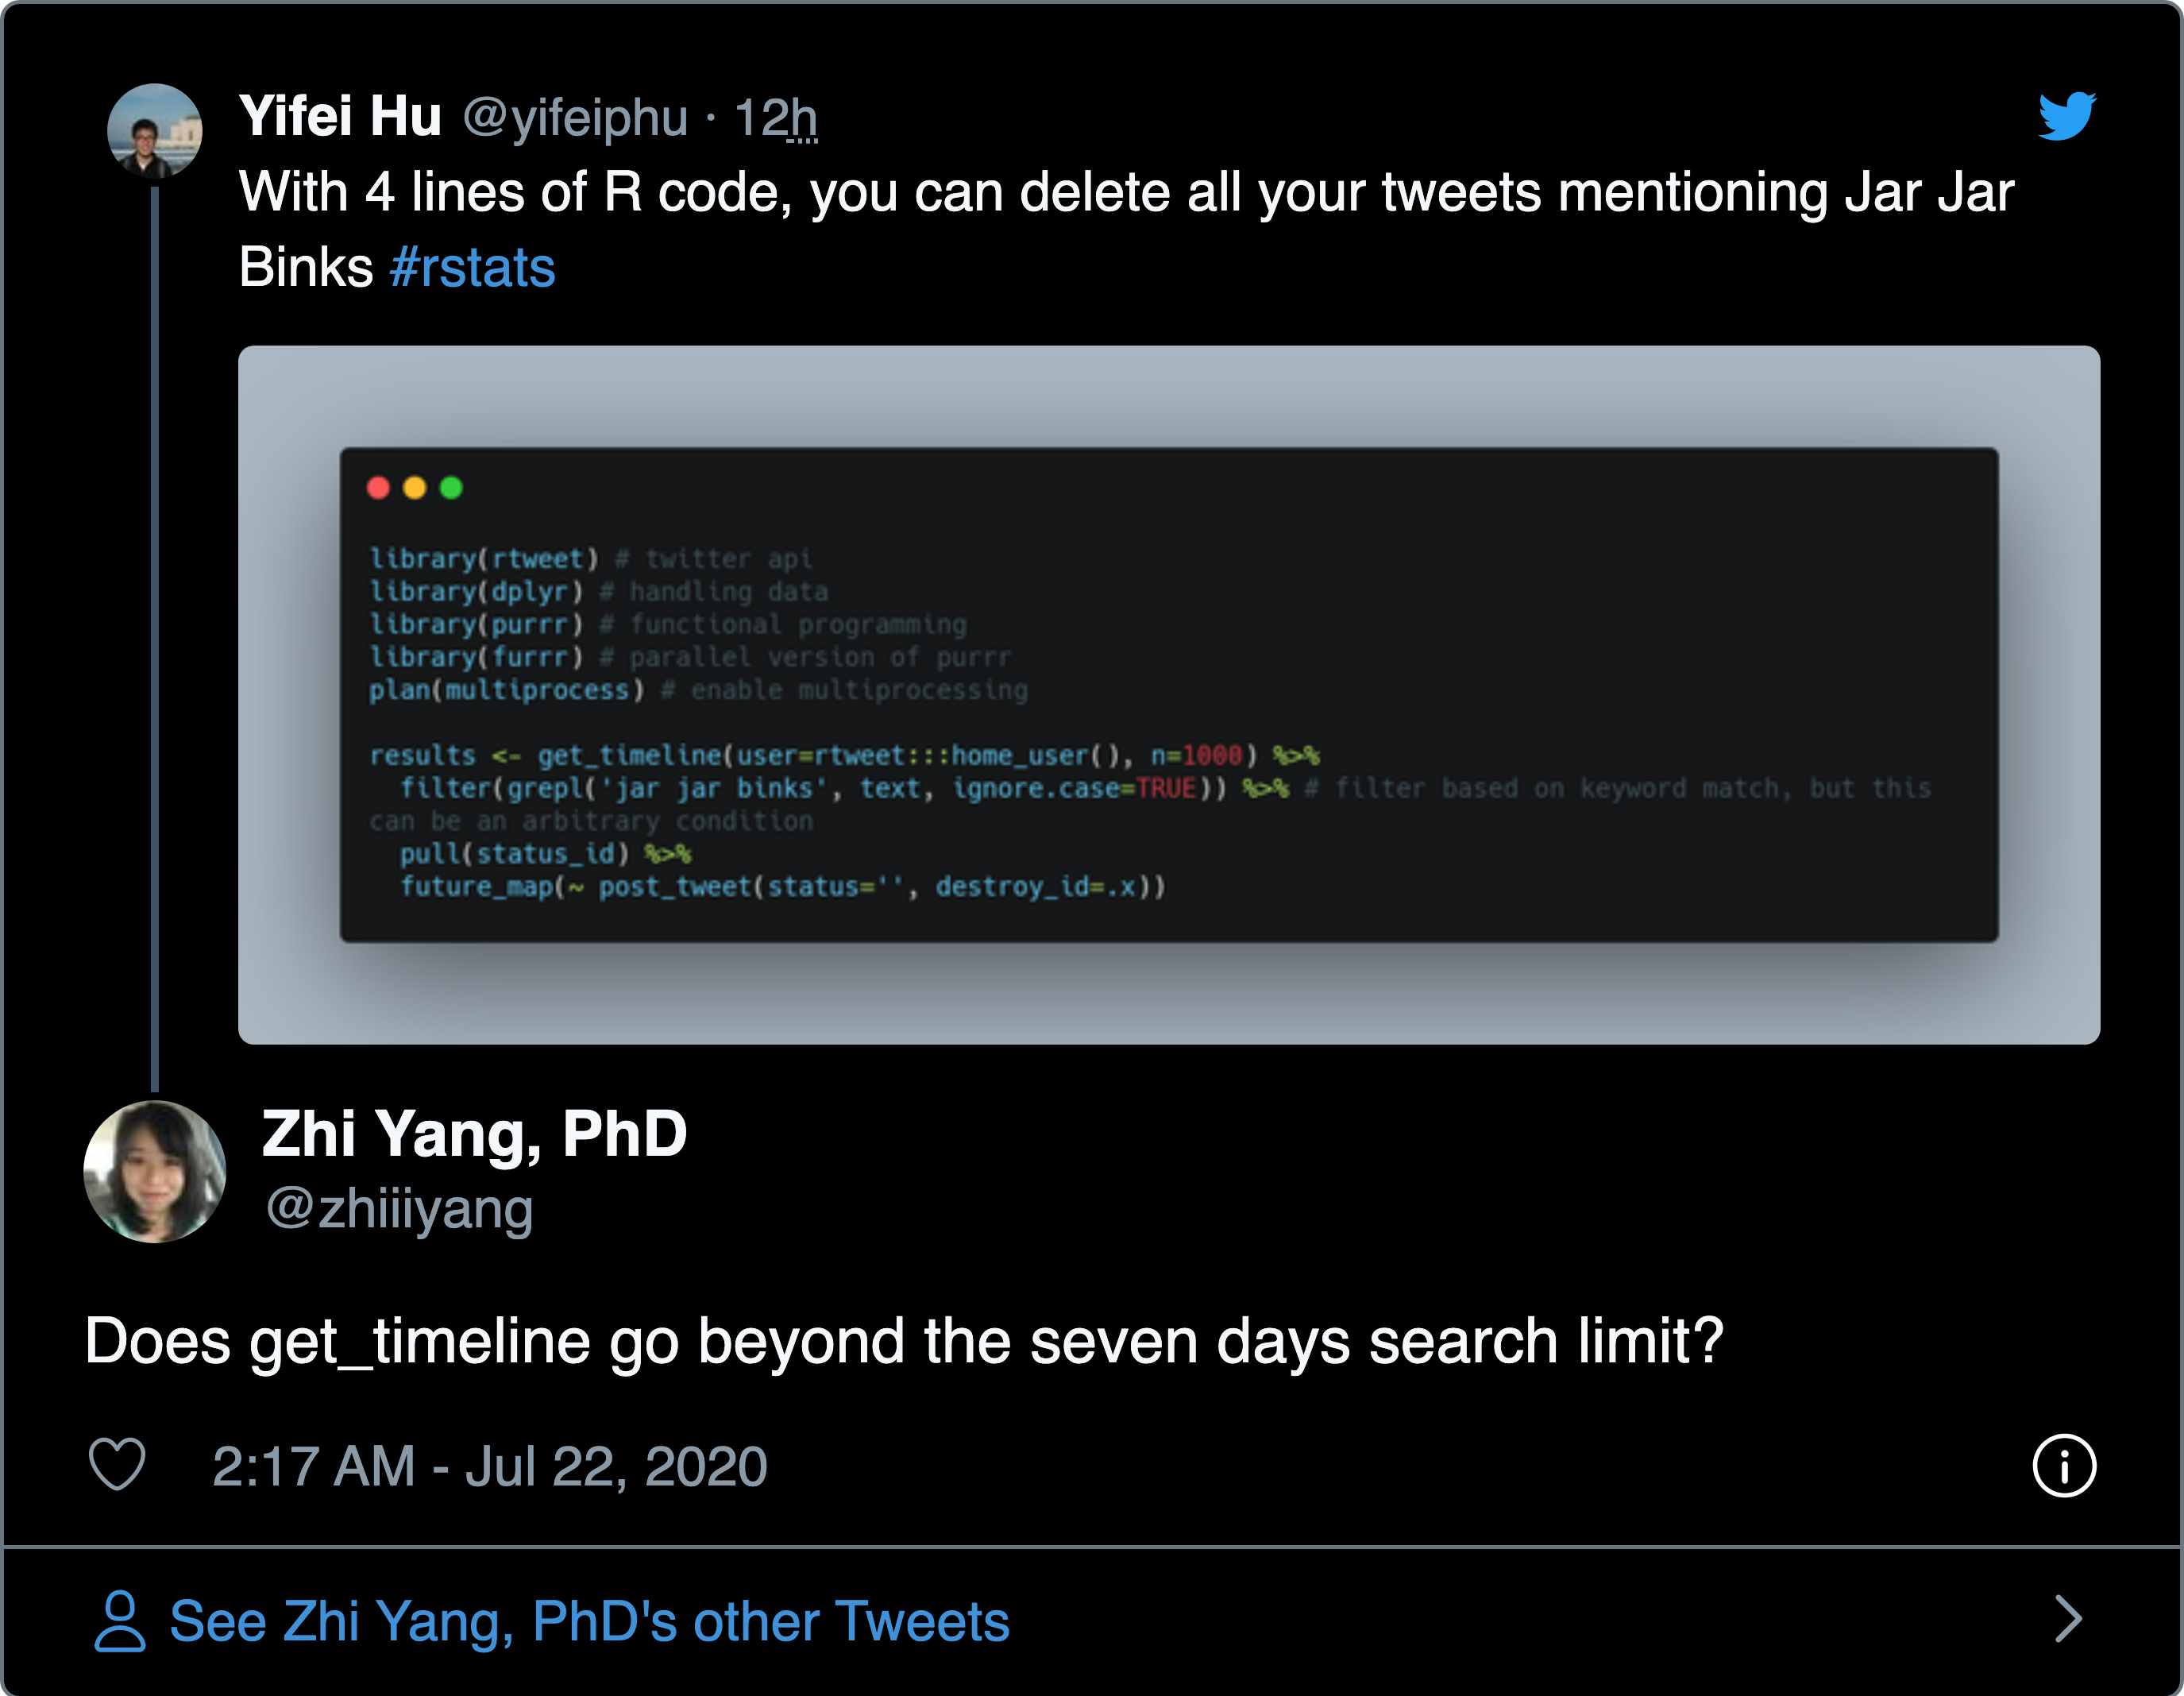 Yifei Hu @yifeiphu · 12h
With 4 lines of R code, you can delete all your tweets mentioning Jar Jar
Binks #rstats
library(rtweet) # twitter api
library(dplyr) # handling data
library(purrr) # functional programming
library(furrr) # parallel version of purrr
plan(multiprocess) # enable multiprocessing
results <- get_timeline(user=rtweet:::home_user(), n=1000) %>%
  filter(grepl('jar jar binks', text, ignore.case=TRUE)) %>% # filter based on keyword match, but this
can be an arbitrary condition
  pull(status_id) %>%
  future_map(~ post_tweet(status='', destroy_id=.x))
Zhi Yang, PhD
@zhiiiyang
Does get_timeline go beyond the seven days search limit?
2:17 AM - Jul 22, 2020
See Zhi Yang, PhD's other Tweets